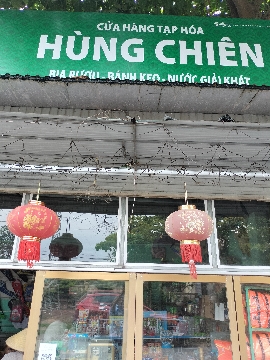 CỬA HÀNG TẠP HÓA
HÙNG CHIÊN
BIA RƯỢU - BÁNH KẸO - NƯỚC GIẢI KHÁT